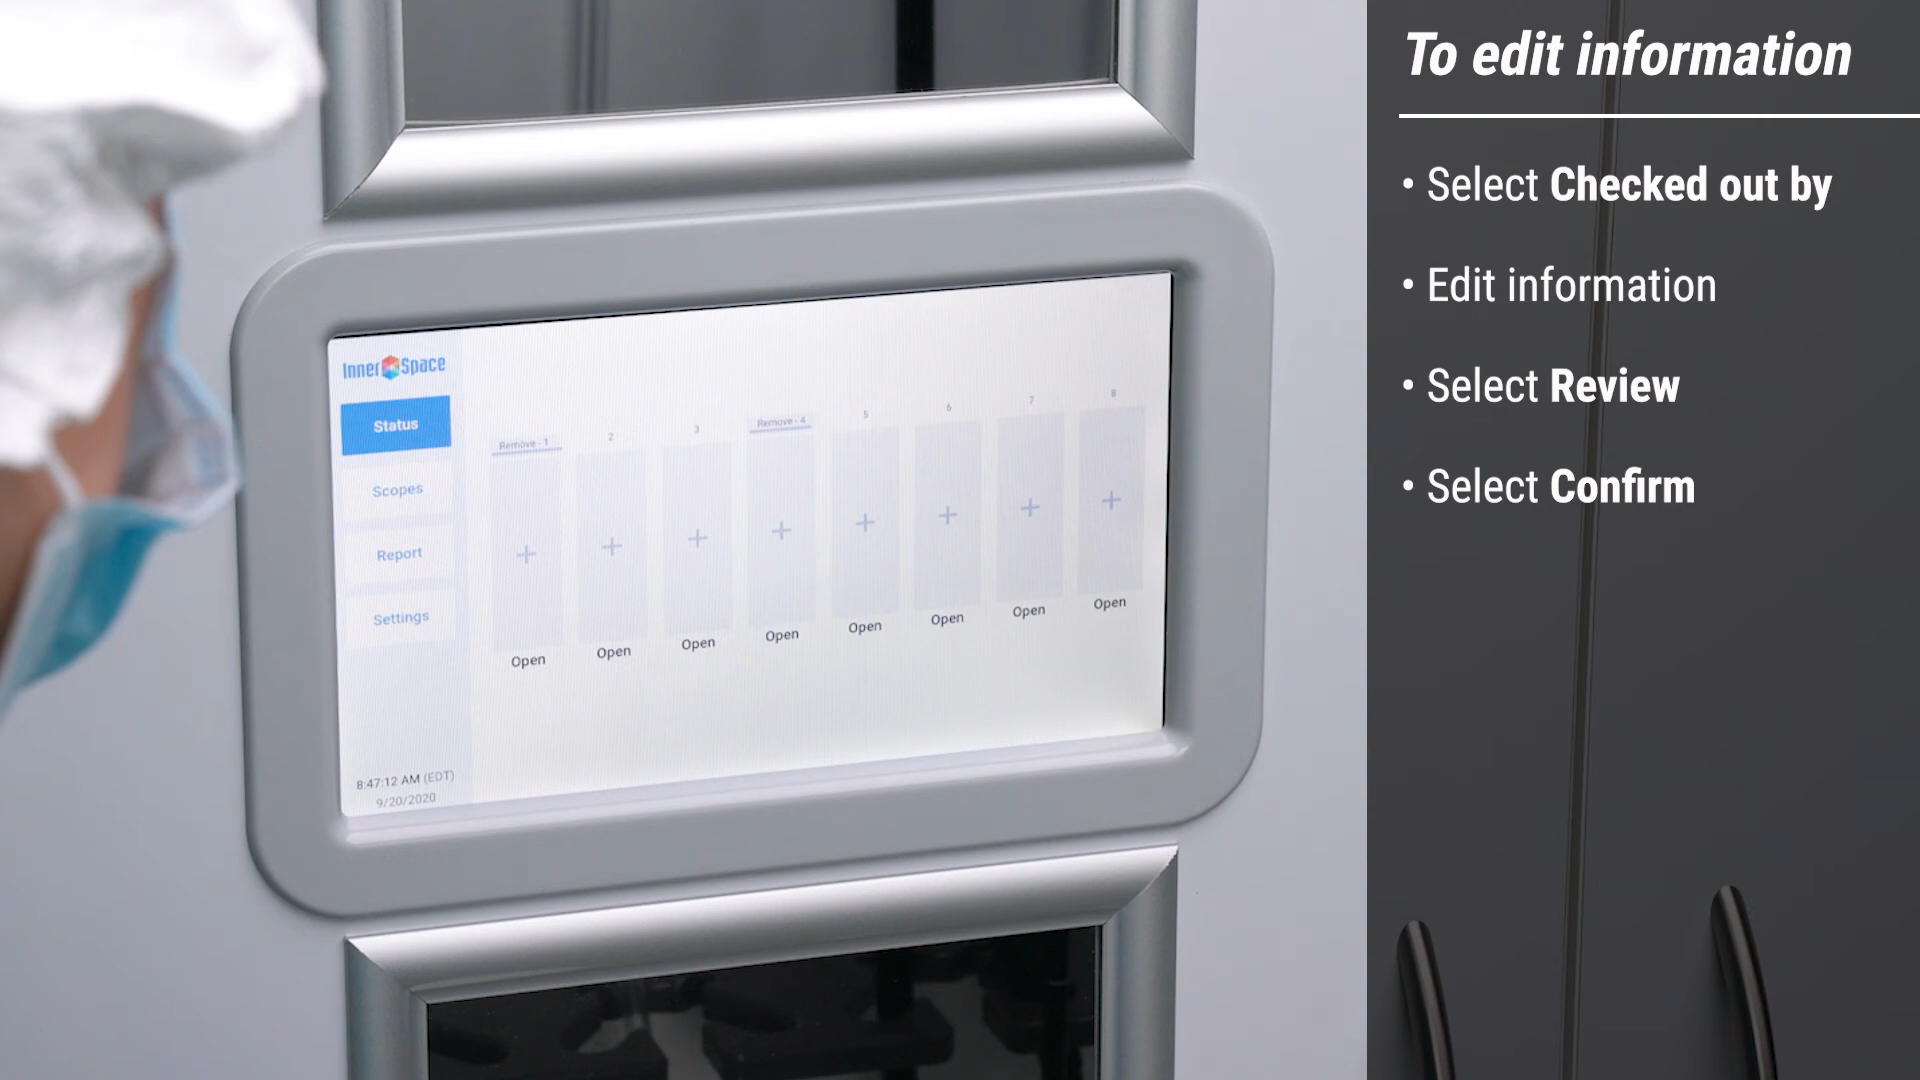 To edit information
• Select Checked out by
• Edit information
• Select Review
• Select Confirm
InnerSpace
Status
Scopes
Report
Settings
8:47:12 AM (EDT)
9/20/2020
Remove - 1
2
3
Remove - 4
5
6
7
8
+ + + + + + + +
Open Open Open Open Open Open Open Open